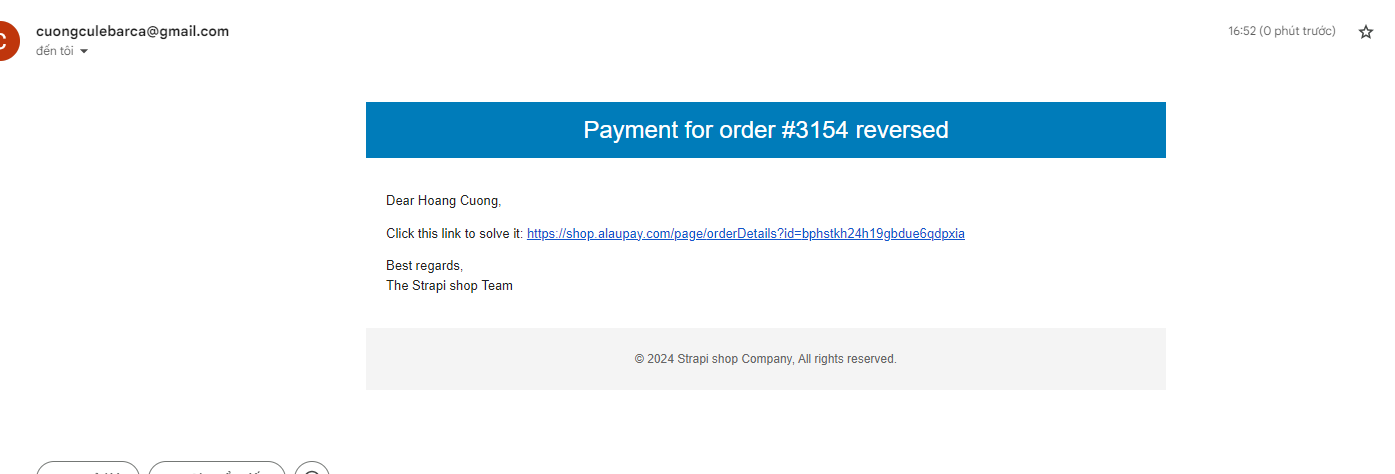 cuongculebarca@gmail.com
16:52 (0 phút trước)
đến tôi
Payment for order #3154 reversed
Dear Hoang Cuong,
Click this link to solve it: https://shop.alaupay.com/page/orderDetails?id=bphstkh24h19gbdue6qdpxia
Best regards,
The Strapi shop Team
© 2024 Strapi shop Company, All rights reserved.